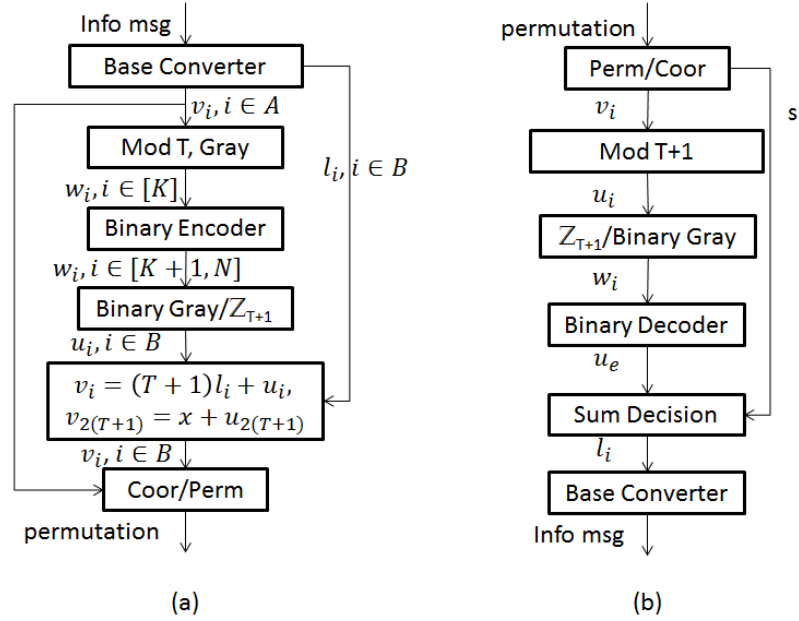 Info msg
Base Converter
v_i, i ∈ A
Mod T, Gray
l_i, i ∈ B
w_i, i ∈ [K]
Binary Encoder
w_i, i ∈ [K + 1, N]
Binary Gray/ℤ_{T+1}
u_i, i ∈ B
v_i = (T + 1)l_i + u_i,
v_{2(T+1)} = x + u_{2(T+1)}
v_i, i ∈ B
Coor/Perm
permutation
(a)
permutation
Perm/Coor
v_i
s
Mod T+1
u_i
ℤ_{T+1}/Binary Gray
w_i
Binary Decoder
u_e
Sum Decision
l_i
Base Converter
Info msg
(b)